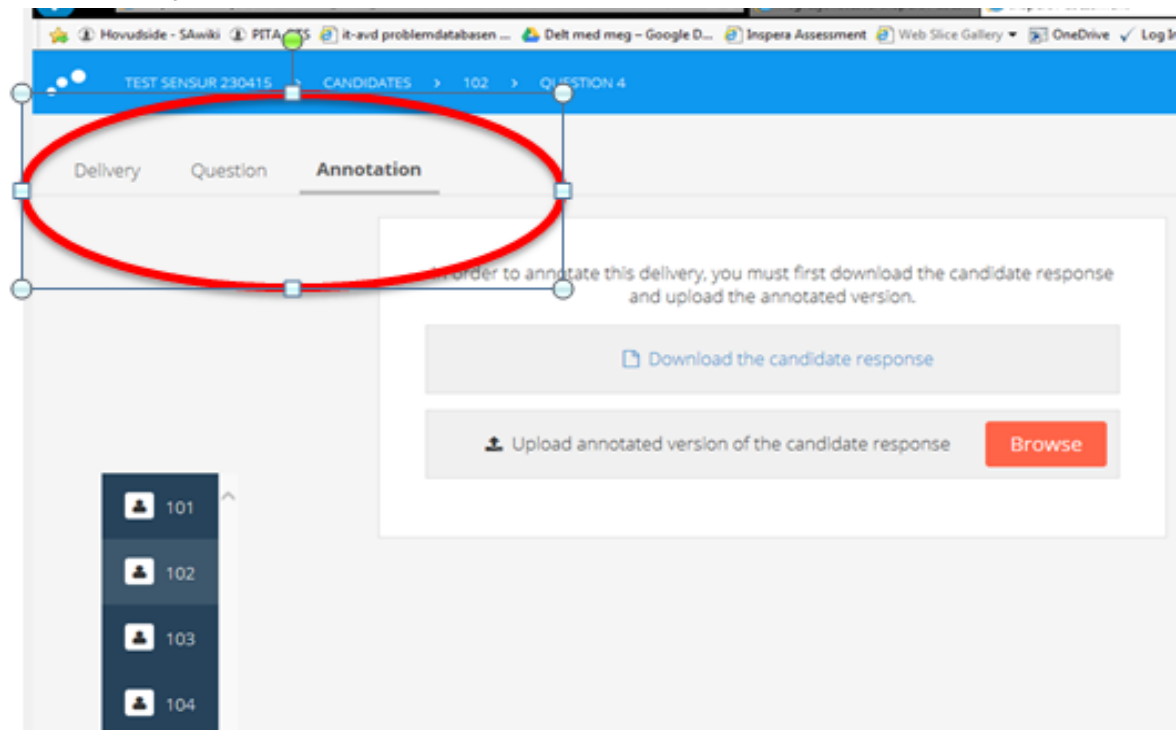 Hovudside - SAwiki PITA it-avd problemdatabasen ... Delt med meg – Google D... Inspera Assessment Web Slice Gallery OneDrive Log In
TEST SENSUR 230415 > CANDIDATES > 102 > QUESTION 4
Delivery Question Annotation
order to annotate this delivery, you must first download the candidate response
and upload the annotated version.
Download the candidate response
Upload annotated version of the candidate response Browse
101
102
103
104